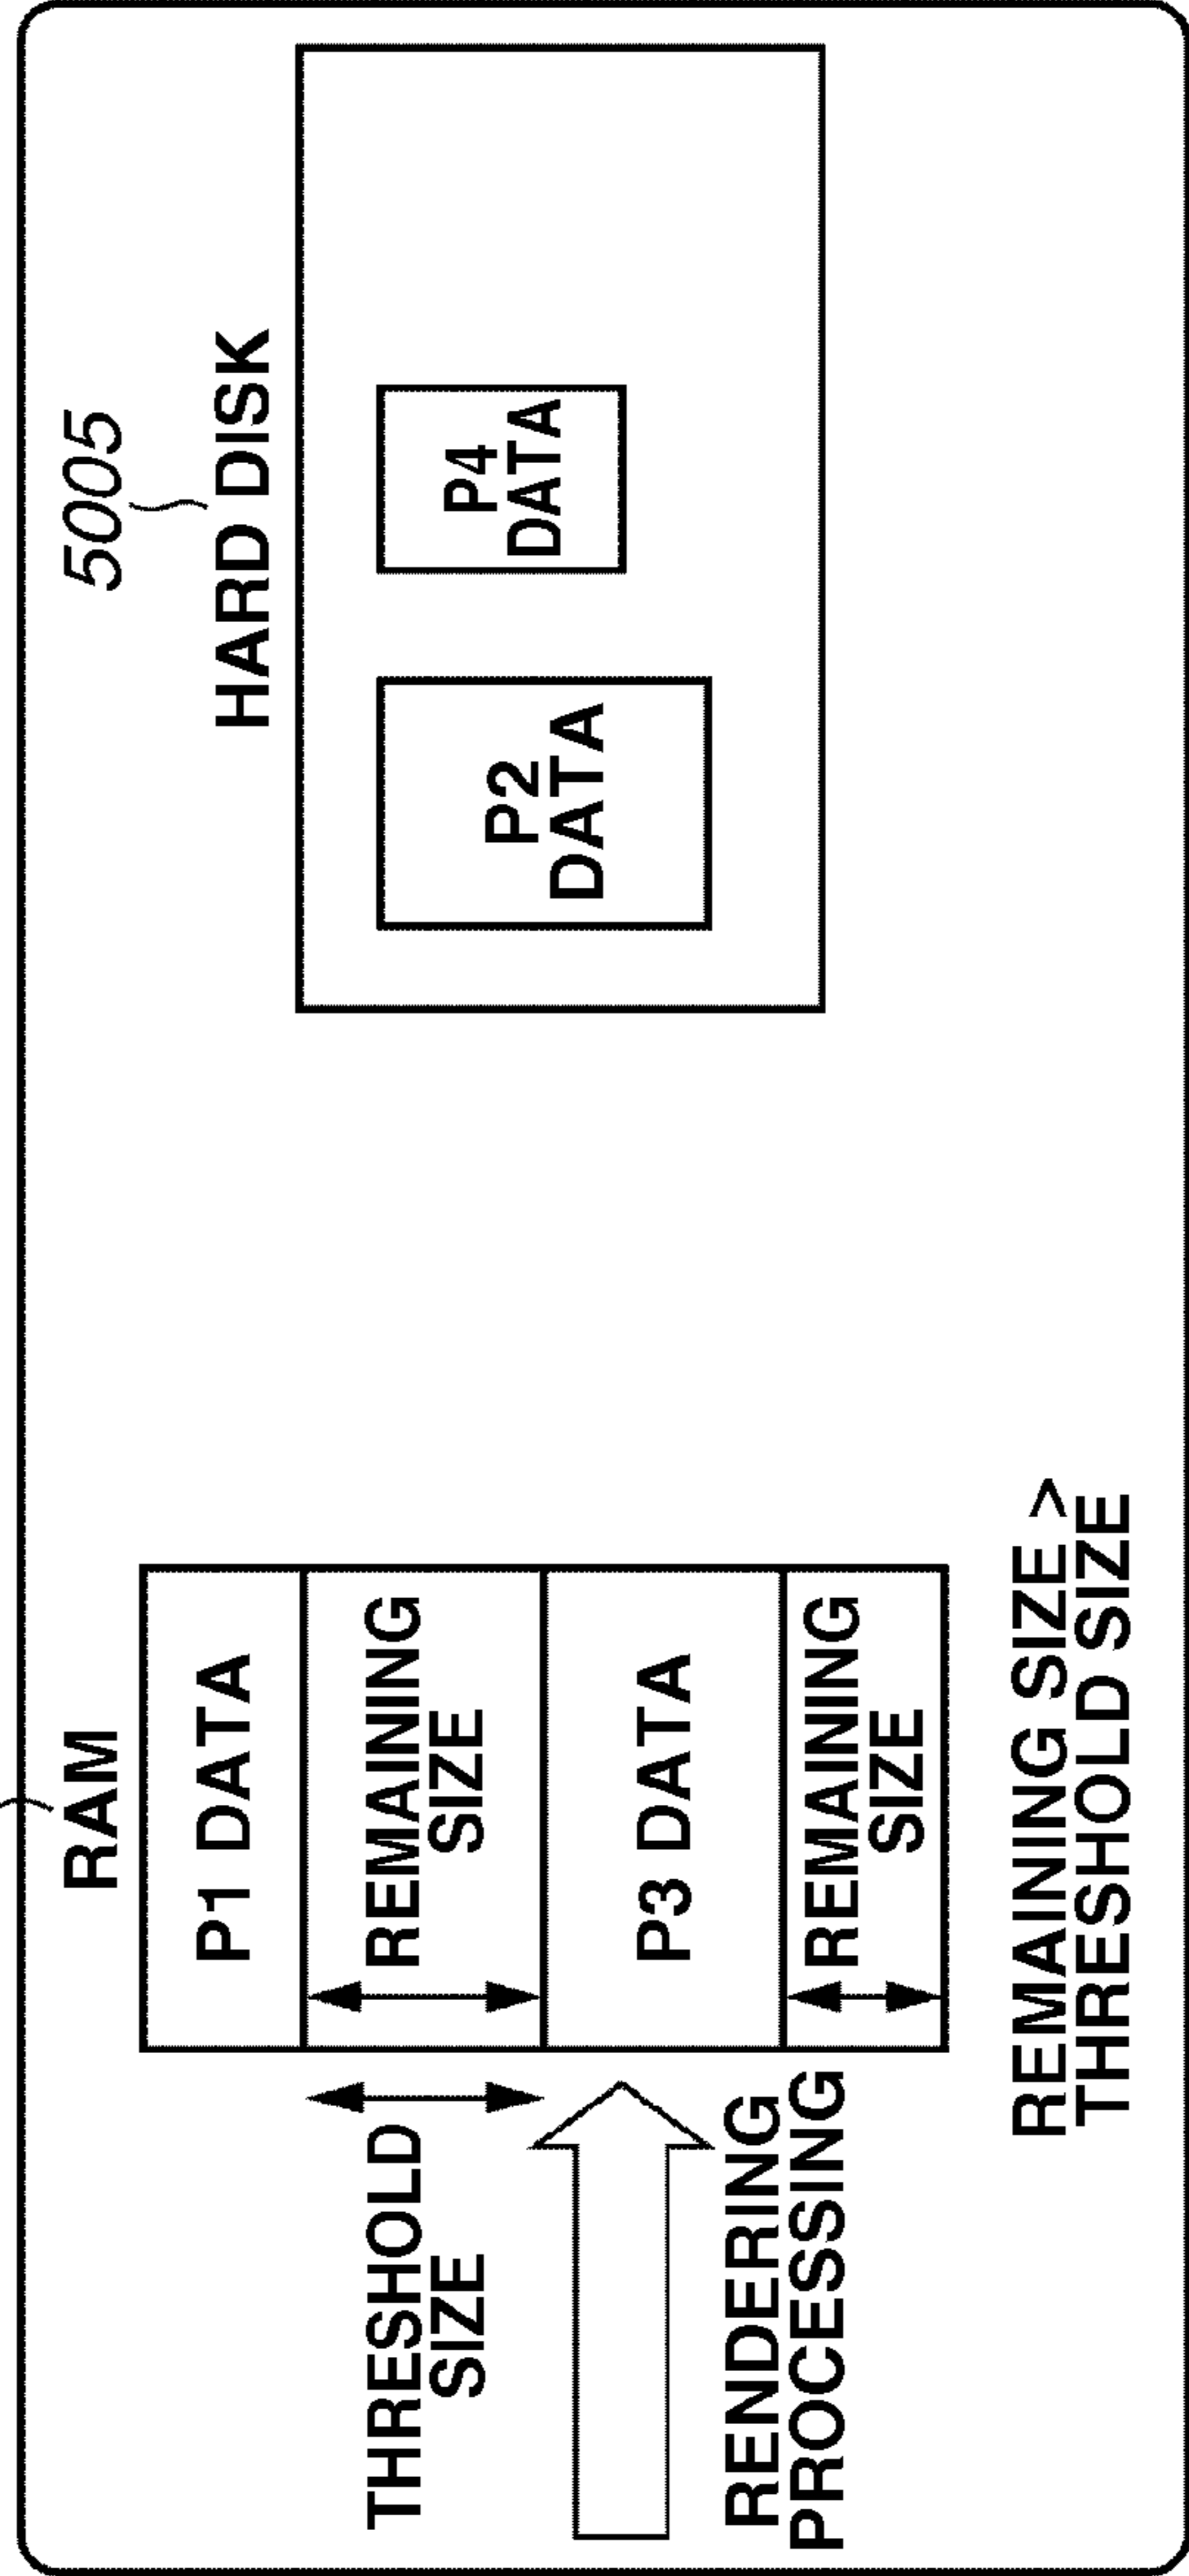 RAM
P1 DATA
REMAINING
SIZE
P3 DATA
REMAINING
SIZE
THRESHOLD
SIZE
RENDERING
PROCESSING
REMAINING SIZE >
THRESHOLD SIZE
5005
HARD DISK
P2
DATA
P4
DATA